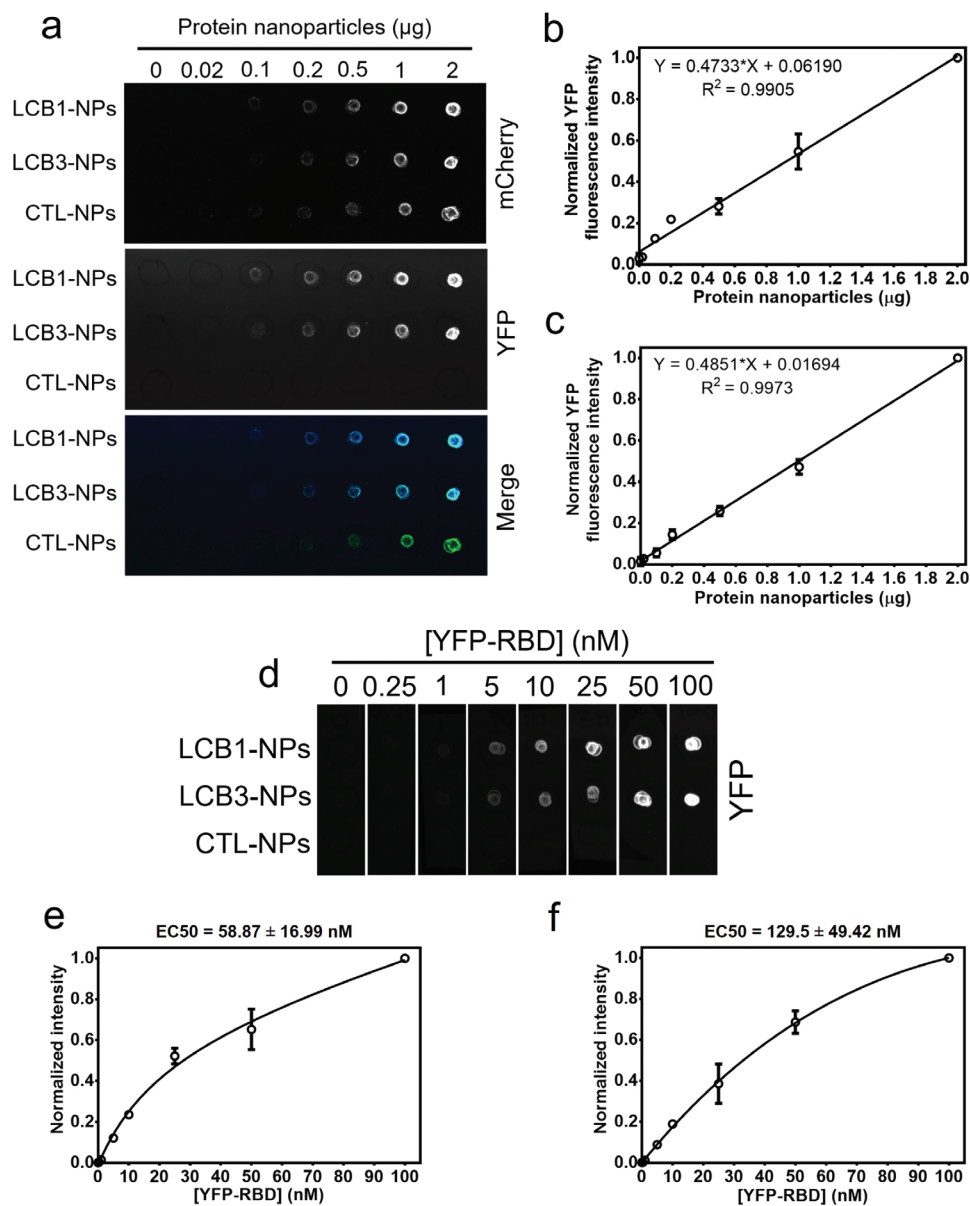 a
Protein nanoparticles (µg)
0 0.02 0.1 0.2 0.5 1 2
LCB1-NPs
LCB3-NPs
CTL-NPs
mCherry
LCB1-NPs
LCB3-NPs
CTL-NPs
YFP
LCB1-NPs
LCB3-NPs
CTL-NPs
Merge
b
Y = 0.4733*X + 0.06190
R² = 0.9905
Normalized YFP
fluorescence intensity
1.0
0.8
0.6
0.4
0.2
0.0
0.0 0.2 0.4 0.6 0.8 1.0 1.2 1.4 1.6 1.8 2.0
Protein nanoparticles (µg)
c
Y = 0.4851*X + 0.01694
R² = 0.9973
Normalized YFP
fluorescence intensity
1.0
0.8
0.6
0.4
0.2
0.0
0.0 0.2 0.4 0.6 0.8 1.0 1.2 1.4 1.6 1.8 2.0
Protein nanoparticles (µg)
d
[YFP-RBD] (nM)
0 0.25 1 5 10 25 50 100
LCB1-NPs
LCB3-NPs
CTL-NPs
YFP
e
EC50 = 58.87 ± 16.99 nM
Normalized intensity
1.0
0.8
0.6
0.4
0.2
0.0
0 10 20 30 40 50 60 70 80 90 100
[YFP-RBD] (nM)
f
EC50 = 129.5 ± 49.42 nM
Normalized intensity
1.0
0.8
0.6
0.4
0.2
0.0
0 10 20 30 40 50 60 70 80 90 100
[YFP-RBD] (nM)